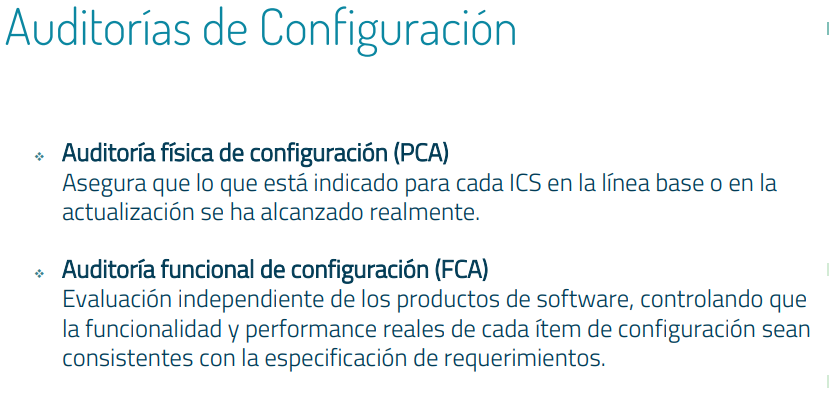 Auditorías de Configuración
Auditoría física de configuración (PCA)
Asegura que lo que está indicado para cada ICS en la línea base o en la
actualización se ha alcanzado realmente.
Auditoría funcional de configuración (FCA)
Evaluación independiente de los productos de software, controlando que
la funcionalidad y performance reales de cada ítem de configuración sean
consistentes con la especificación de requerimientos.